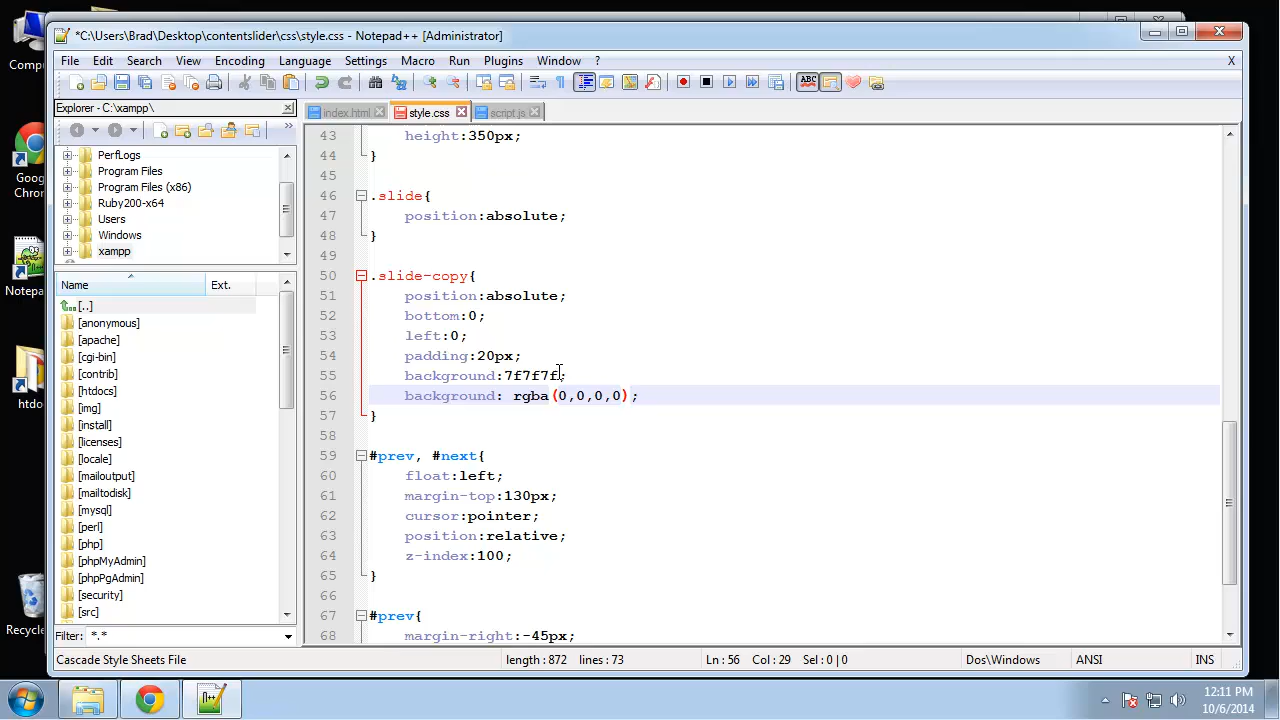 Compu
*C:\Users\Brad\Desktop\contentslider\css\style.css - Notepad++ [Administrator]
File Edit Search View Encoding Language Settings Macro Run Plugins Window ? X
Explorer - C:\xampp\
index.html style.css script.js
PerfLogs
Program Files
Program Files (x86)
Ruby200-x64
Users
Windows
xampp
Name Ext.
[..]
[anonymous]
[apache]
[cgi-bin]
[contrib]
[htdocs]
[img]
[install]
[licenses]
[locale]
[mailoutput]
[mailtodisk]
[mysql]
[perl]
[php]
[phpMyAdmin]
[phpPgAdmin]
[security]
[src]
Filter: *.*
Goog
Chron
Notepa
htdo
Recycle
43 height:350px;
44 }
45
46 .slide{
47 position:absolute;
48 }
49
50 .slide-copy{
51 position:absolute;
52 bottom:0;
53 left:0;
54 padding:20px;
55 background:7f7f7f;
56 background: rgba(0,0,0,0);
57 }
58
59 #prev, #next{
60 float:left;
61 margin-top:130px;
62 cursor:pointer;
63 position:relative;
64 z-index:100;
65 }
66
67 #prev{
68 margin-right:-45px;
Cascade Style Sheets File length : 872 lines : 73 Ln : 56 Col : 29 Sel : 0 | 0 Dos\Windows ANSI INS
12:11 PM
10/6/2014